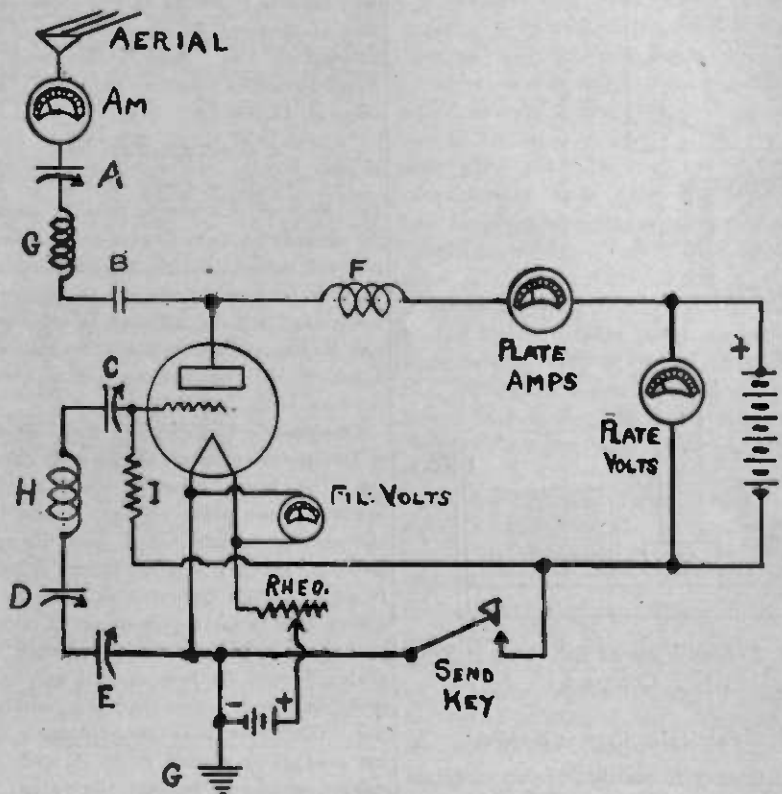 AERIAL
AM
A
G
B
F
PLATE
AMPS
+
PLATE
VOLTS
C
H
I
FIL. VOLTS
D
RHEO.
E
SEND
KEY
- +
G